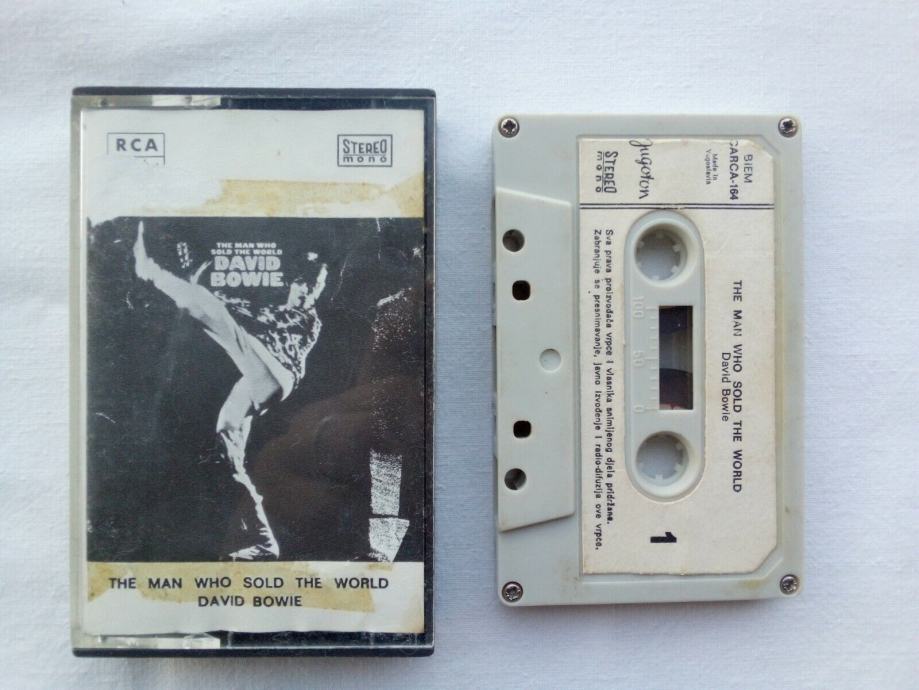 RCA
STEREO
mono
THE MAN WHO
SOLD THE WORLD
DAVID
BOWIE
THE MAN WHO SOLD THE WORLD
DAVID BOWIE
BIEM
CARCA-164
Made in
Yugoslavia
Jugoton
STEREO
mono
THE MAN WHO SOLD THE WORLD
David Bowie
100 50 0
1
Sva prava proizvođača vrpce i vlasnika snimljenog djela pridržana.
Zabranjuje se presnimavanje, javno izvođenje i radio-difuzija ove vrpce.